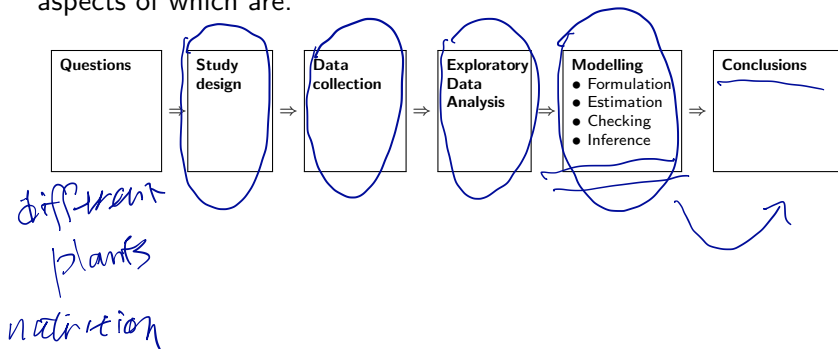 aspects of which are:
Questions
Study
design
Data
collection
Exploratory
Data
Analysis
Modelling
• Formulation
• Estimation
• Checking
• Inference
Conclusions
⇒ ⇒ ⇒ ⇒ ⇒
different
plants
nutrition